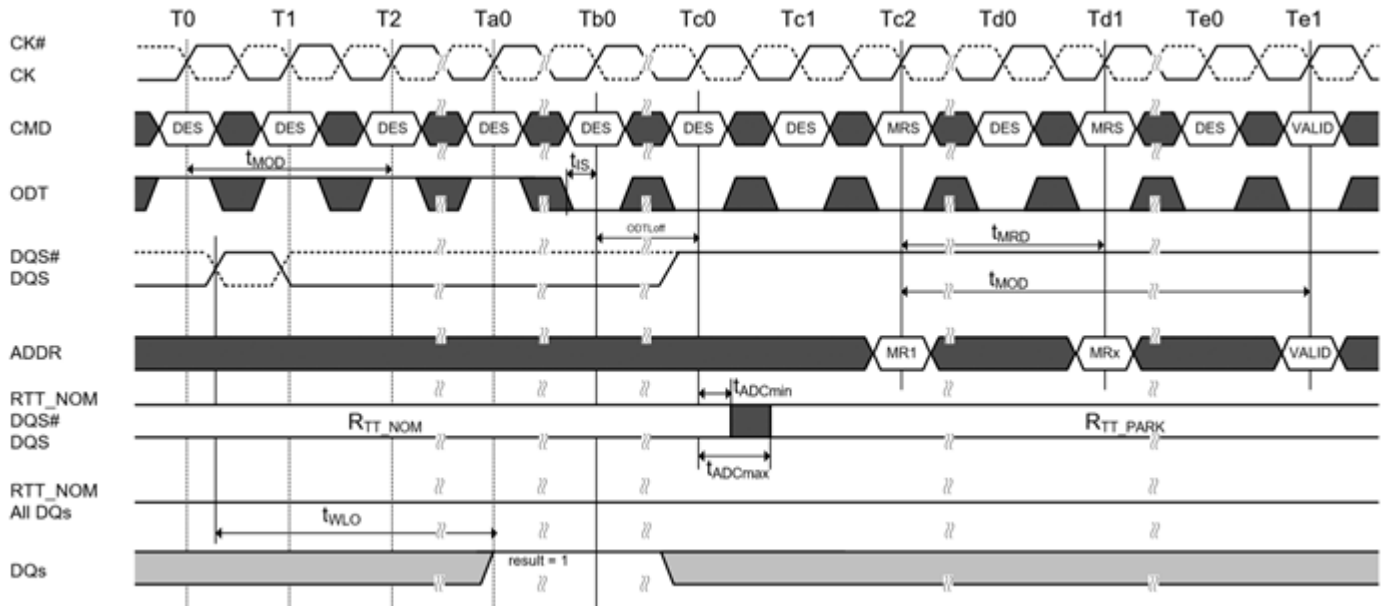 T0 T1 T2 Ta0 Tb0 Tc0 Tc1 Tc2 Td0 Td1 Te0 Te1
CK#
CK
CMD DES DES DES DES DES DES DES MRS DES MRS DES VALID
tMOD
tIS
ODT
ODTLoff
tMRD
DQS#
DQS
tMOD
ADDR MR1 MRx VALID
RTT_NOM
DQS#
DQS
tADCmin
RTT_NOM RTT_PARK
tADCmax
RTT_NOM
All DQs
tWLO
DQs
result = 1